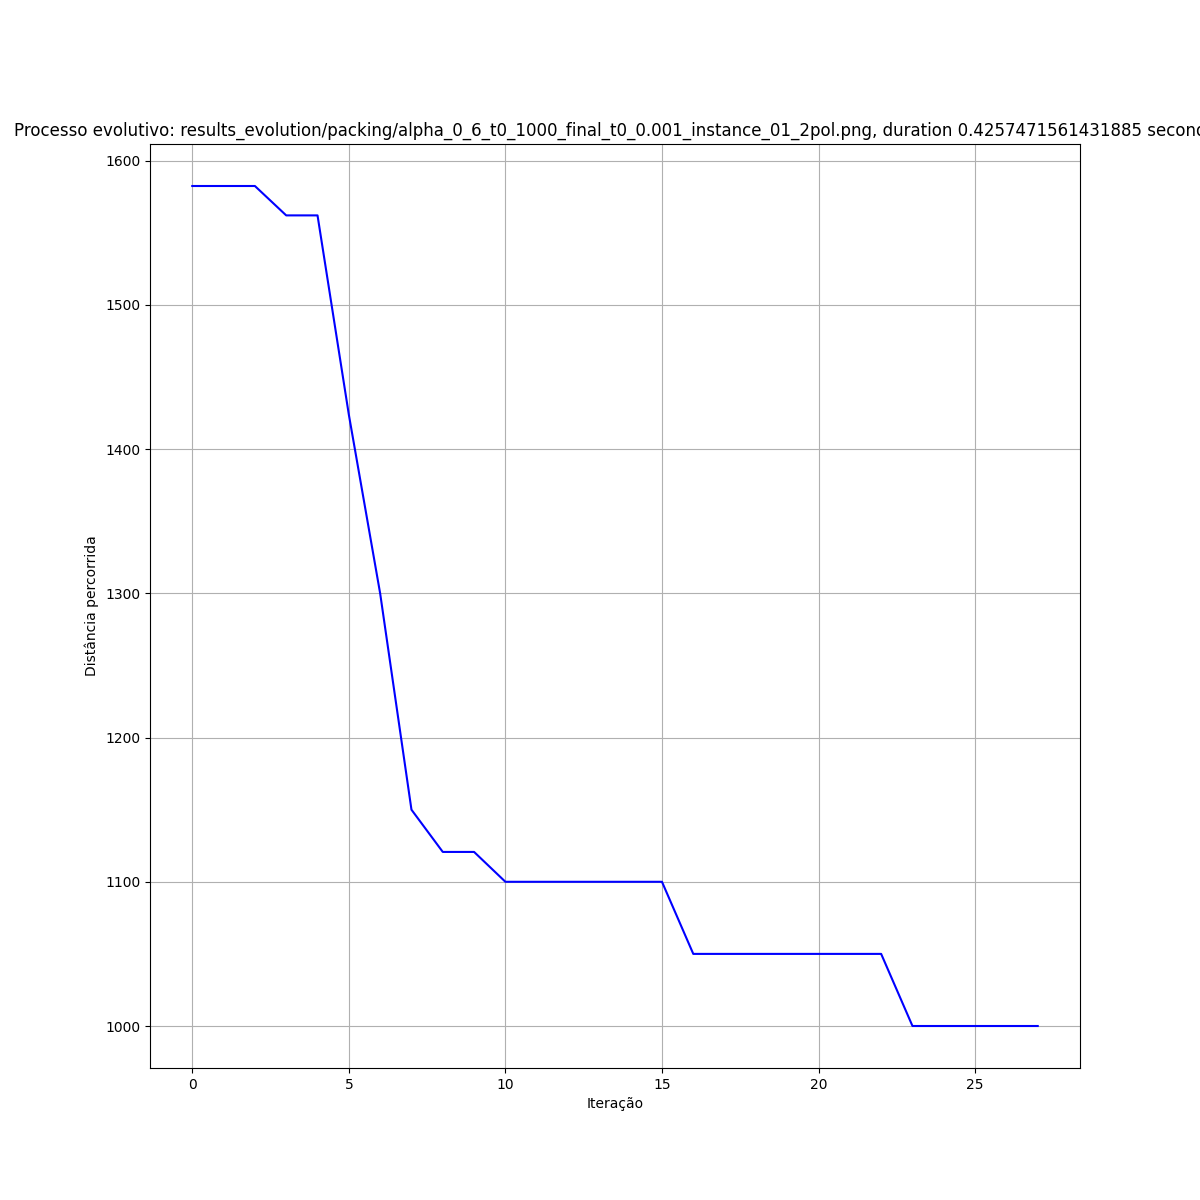 Processo evolutivo: results_evolution/packing/alpha_0_6_t0_1000_final_t0_0.001_instance_01_2pol.png, duration 0.4257471561431885 secon
1600
1500
1400
1300
1200
1100
1000
Distância percorrida
0 5 10 15 20 25
Iteração